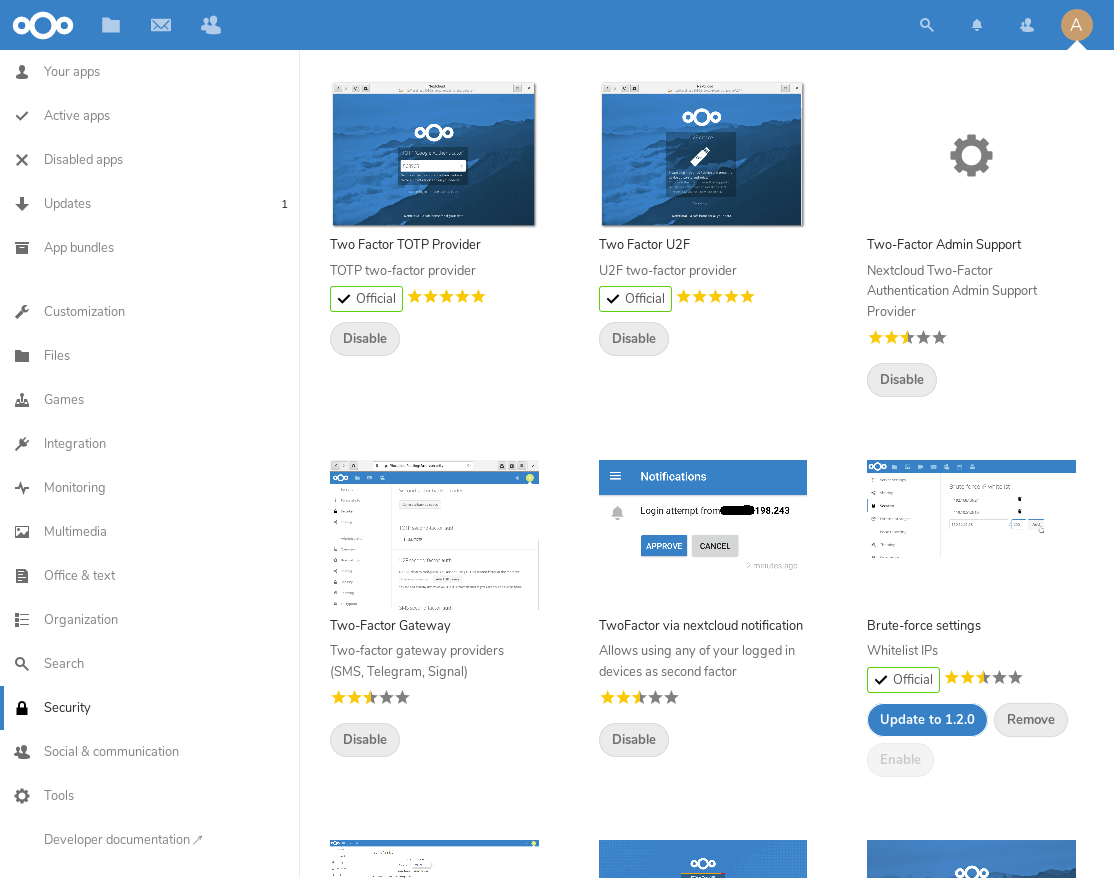 A
Your apps
Active apps
Disabled apps
Updates 1
App bundles
Customization
Files
Games
Integration
Monitoring
Multimedia
Office & text
Organization
Search
Security
Social & communication
Tools
Developer documentation
Two Factor TOTP Provider
TOTP two-factor provider
Official
Disable
Two Factor U2F
U2F two-factor provider
Official
Disable
Two-Factor Admin Support
Nextcloud Two-Factor
Authentication Admin Support
Provider
Disable
Two-Factor Gateway
Two-factor gateway providers
(SMS, Telegram, Signal)
Disable
Notifications
Login attempt from 198.243
APPROVE CANCEL
2 minutes ago
TwoFactor via nextcloud notification
Allows using any of your logged in
devices as second factor
Disable
Brute-force IP whitelist
Brute-force settings
Whitelist IPs
Official
Update to 1.2.0 Remove
Enable